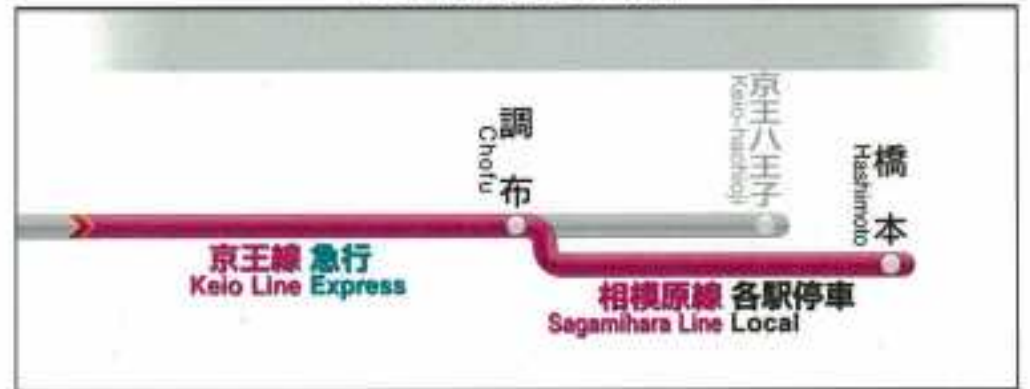 調布
Chofu
京王八王子
Keio-hachioji
橋本
Hashimoto
京王線 急行
Keio Line Express
相模原線 各駅停車
Sagamihara Line Local